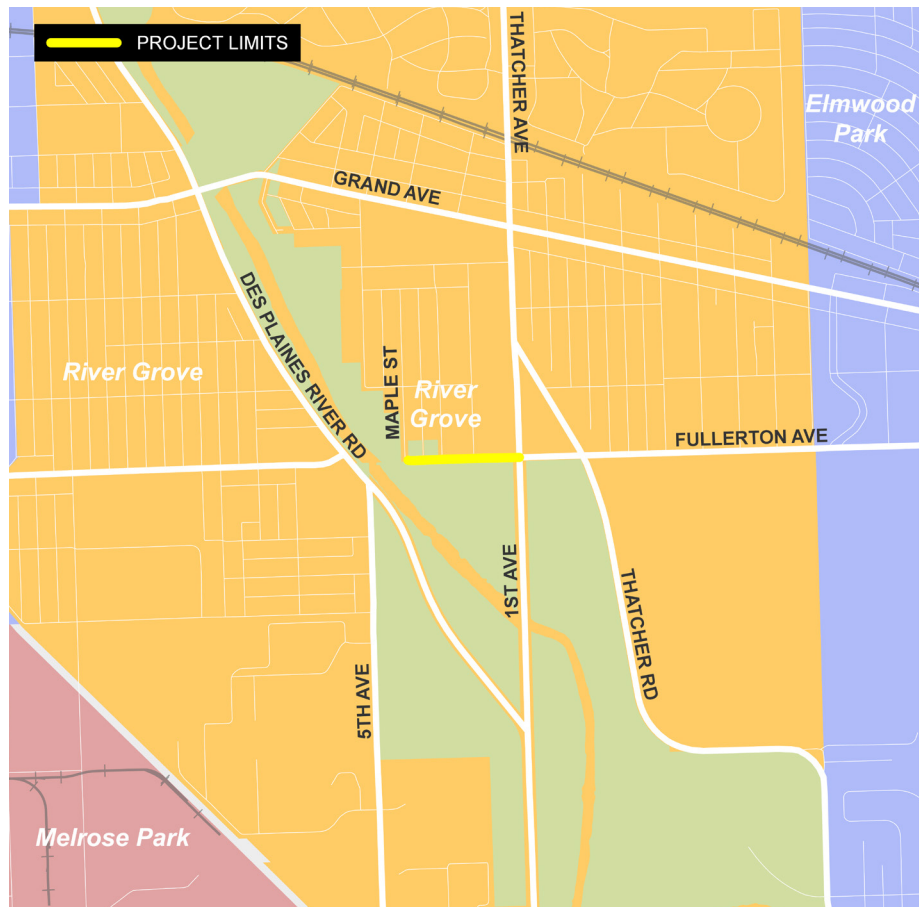 PROJECT LIMITS
THATCHER AVE
Elmwood
Park
GRAND AVE
DES PLAINES RIVER RD
River Grove
MAPLE ST
River
Grove
FULLERTON AVE
1ST AVE
THATCHER RD
5TH AVE
Melrose Park